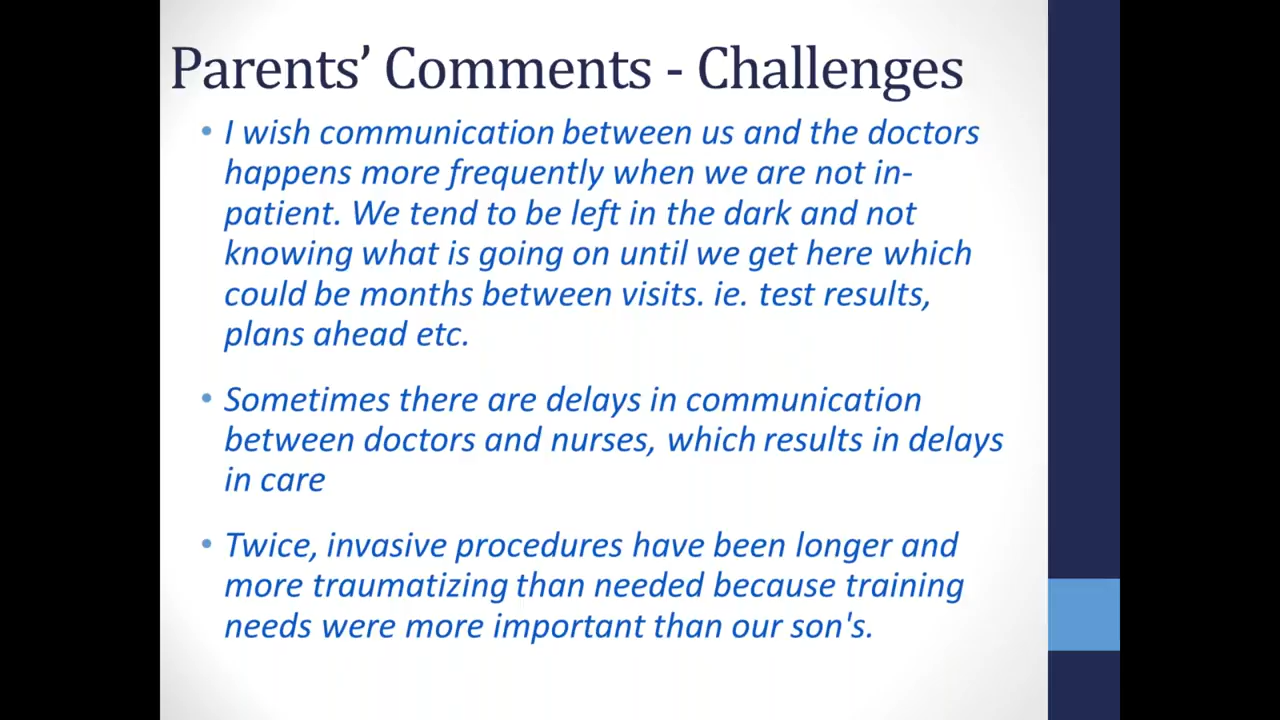 Parents’ Comments - Challenges
• I wish communication between us and the doctors
happens more frequently when we are not in-
patient. We tend to be left in the dark and not
knowing what is going on until we get here which
could be months between visits. ie. test results,
plans ahead etc.
• Sometimes there are delays in communication
between doctors and nurses, which results in delays
in care
• Twice, invasive procedures have been longer and
more traumatizing than needed because training
needs were more important than our son's.